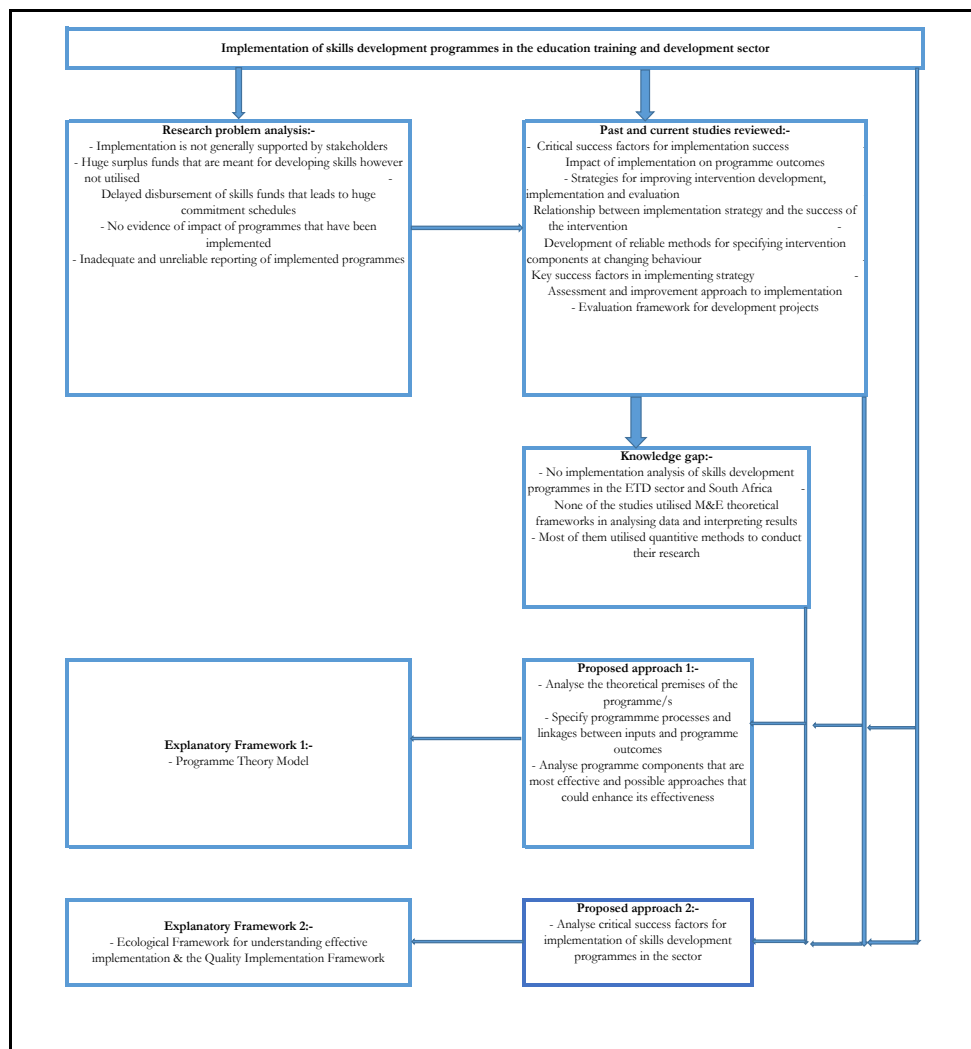 Implementation of skills development programmes in the education training and development sector
Research problem analysis:-
- Implementation is not generally supported by stakeholders
- Huge surplus funds that are meant for developing skills however
not utilised -
Delayed disbursement of skills funds that leads to huge
commitment schedules
- No evidence of impact of programmes that have been
implemented
- Inadequate and unreliable reporting of implemented programmes
Past and current studies reviewed:-
- Critical success factors for implementation success -
Impact of implementation on programme outcomes
- Strategies for improving intervention development,
implementation and evaluation -
Relationship between implementation strategy and the success of
the intervention -
Development of reliable methods for specifying intervention
components at changing behaviour -
Key success factors in implementing strategy -
Assessment and improvement approach to implementation
- Evaluation framework for development projects
Knowledge gap:-
- No implementation analysis of skills development
programmes in the ETD sector and South Africa -
None of the studies utilised M&E theoretical
frameworks in analysing data and interpreting results
- Most of them utilised quantitive methods to conduct
their research
Explanatory Framework 1:-
- Programme Theory Model
Proposed approach 1:-
- Analyse the theoretical premises of the
programme/s
- Specify programmme processes and
linkages between inputs and programme
outcomes
- Analyse programme components that are
most effective and possible approaches that
could enhance its effectiveness
Explanatory Framework 2:-
- Ecological Framework for understanding effective
implementation & the Quality Implementation Framework
Proposed approach 2:-
- Analyse critical success factors for
implementation of skills development
programmes in the sector